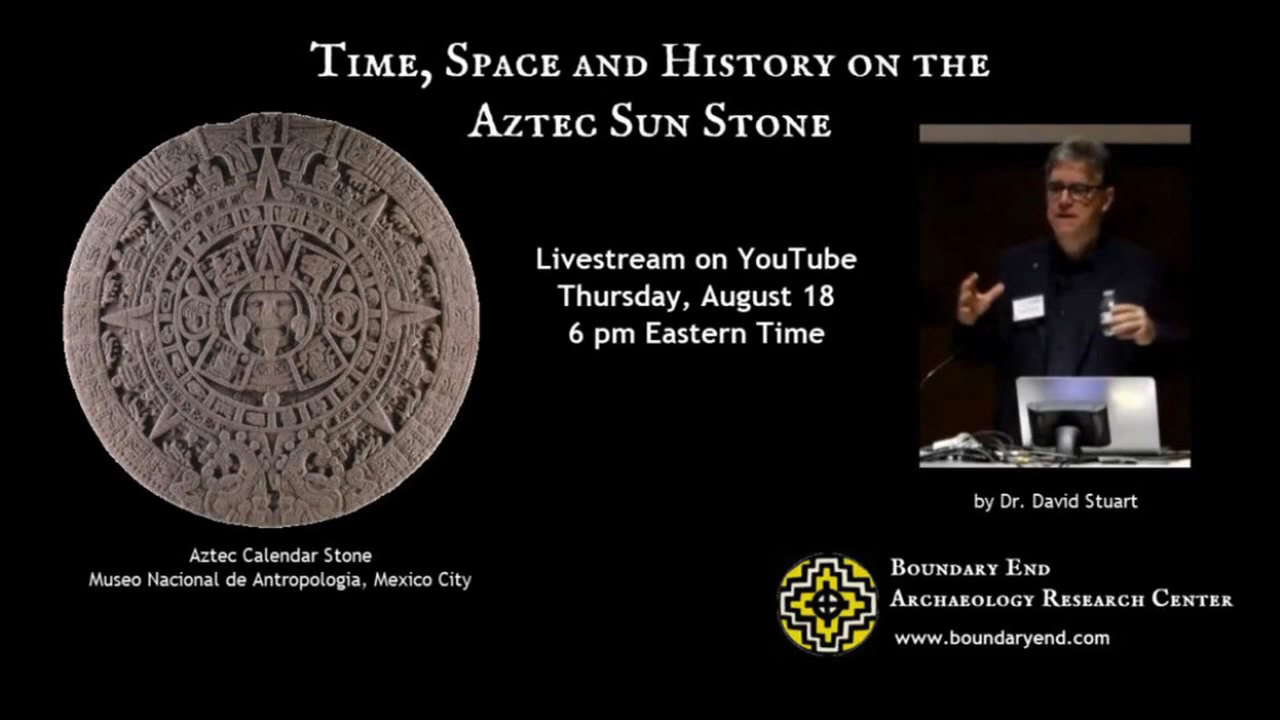 Time, Space and History on the
Aztec Sun Stone
Livestream on YouTube
Thursday, August 18
6 pm Eastern Time
by Dr. David Stuart
Aztec Calendar Stone
Museo Nacional de Antropologia, Mexico City
Boundary End
Archaeology Research Center
www.boundaryend.com